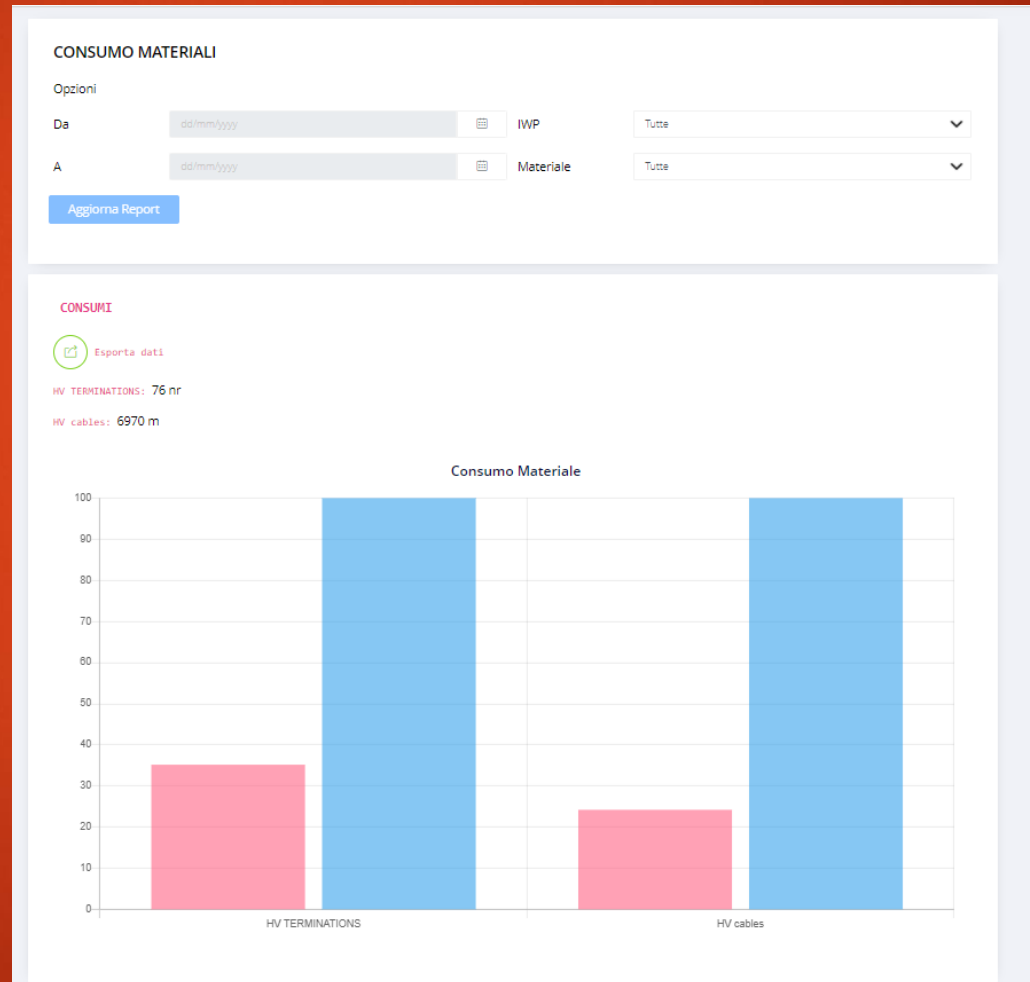 CONSUMO MATERIALI
Opzioni
Da dd/mm/yyyy IWP Tutte
A dd/mm/yyyy Materiale Tutte
Aggiorna Report
CONSUMI
Esporta dati
HV TERMINATIONS: 76 nr
HV cables: 6970 m
Consumo Materiale
100
90
80
70
60
50
40
30
20
10
0
HV TERMINATIONS HV cables